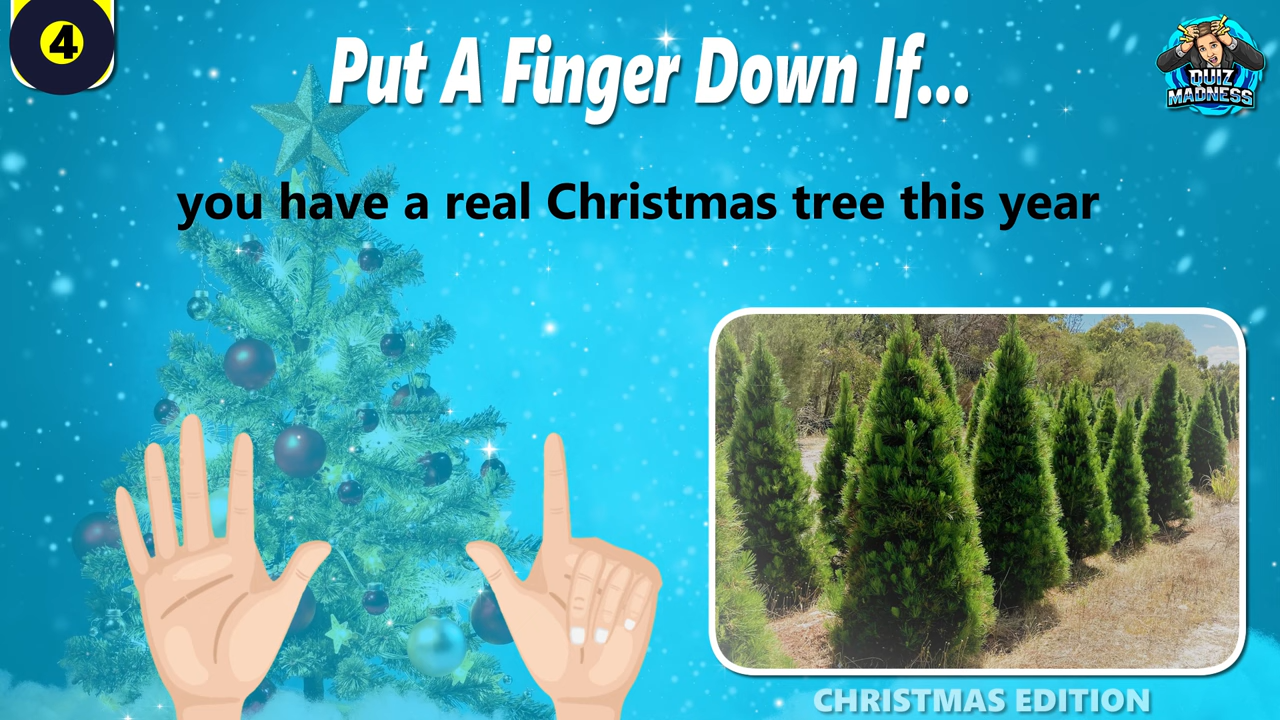 4
Put A Finger Down If...
QUIZ
MADNESS
you have a real Christmas tree this year
CHRISTMAS EDITION